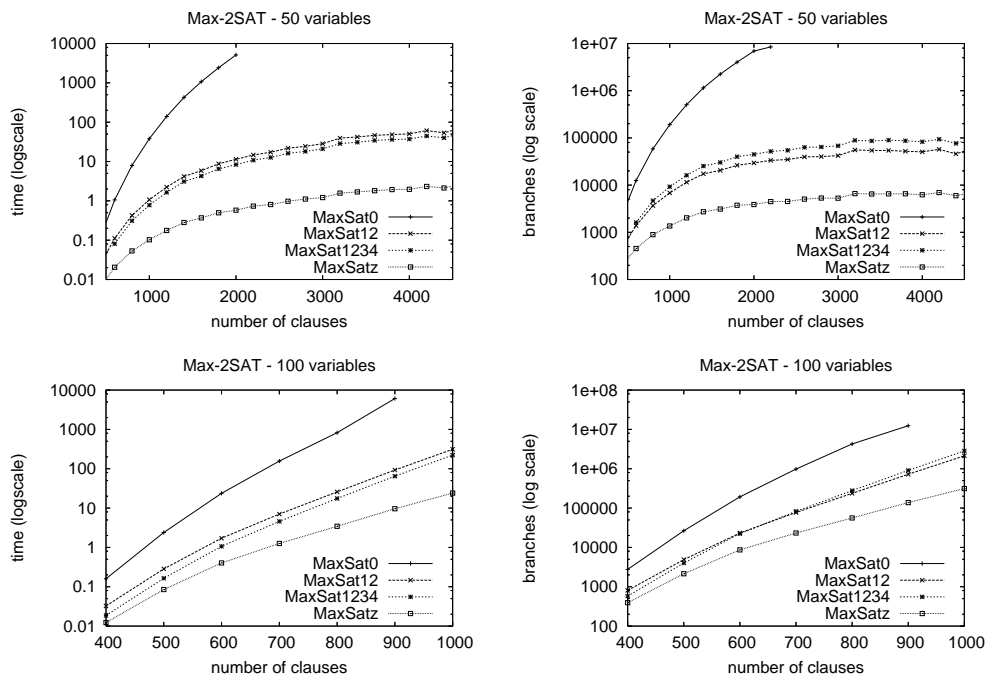 Max-2SAT - 50 variables
time (logscale)
10000
1000
100
10
1
0.1
0.01
1000 2000 3000 4000
number of clauses
MaxSat0
MaxSat12
MaxSat1234
MaxSatz
Max-2SAT - 50 variables
branches (log scale)
1e+07
1e+06
100000
10000
1000
100
1000 2000 3000 4000
number of clauses
MaxSat0
MaxSat12
MaxSat1234
MaxSatz
Max-2SAT - 100 variables
time (logscale)
10000
1000
100
10
1
0.1
0.01
400 500 600 700 800 900 1000
number of clauses
MaxSat0
MaxSat12
MaxSat1234
MaxSatz
Max-2SAT - 100 variables
branches (log scale)
1e+08
1e+07
1e+06
100000
10000
1000
100
400 500 600 700 800 900 1000
number of clauses
MaxSat0
MaxSat12
MaxSat1234
MaxSatz